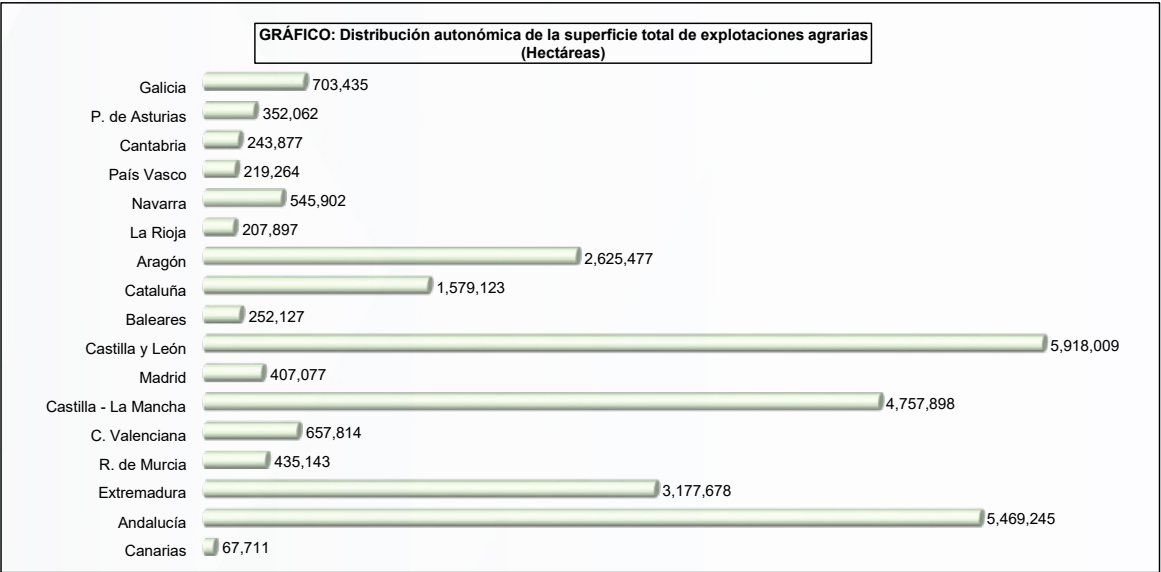 GRÁFICO: Distribución autonómica de la superficie total de explotaciones agrarias
(Hectáreas)
Galicia 703,435
P. de Asturias 352,062
Cantabria 243,877
País Vasco 219,264
Navarra 545,902
La Rioja 207,897
Aragón 2,625,477
Cataluña 1,579,123
Baleares 252,127
Castilla y León 5,918,009
Madrid 407,077
Castilla - La Mancha 4,757,898
C. Valenciana 657,814
R. de Murcia 435,143
Extremadura 3,177,678
Andalucía 5,469,245
Canarias 67,711